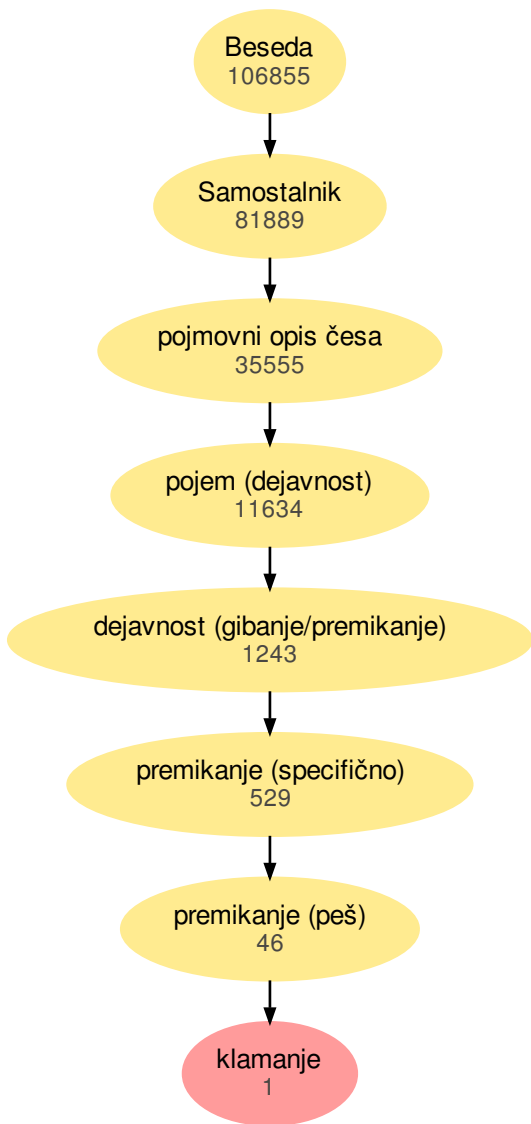 Beseda
106855
Samostalnik
81889
pojmovni opis česa
35555
pojem (dejavnost)
11634
dejavnost (gibanje/premikanje)
1243
premikanje (specifično)
529
premikanje (peš)
46
klamanje
1